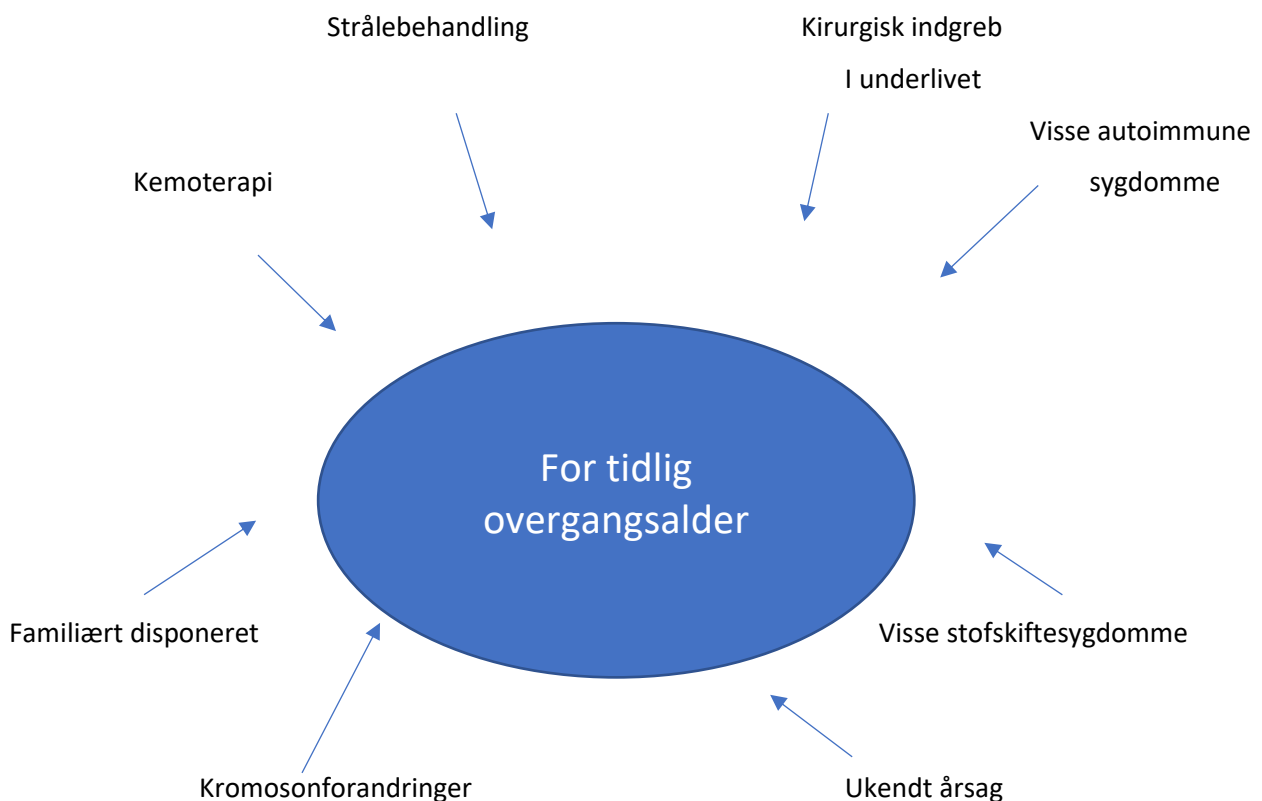 Strålebehandling
Kirurgisk indgreb
I underlivet
Visse autoimmune
sygdomme
Kemoterapi
For tidlig
overgangsalder
Familiært disponeret
Visse stofskiftesygdomme
Kromosonforandringer
Ukendt årsag